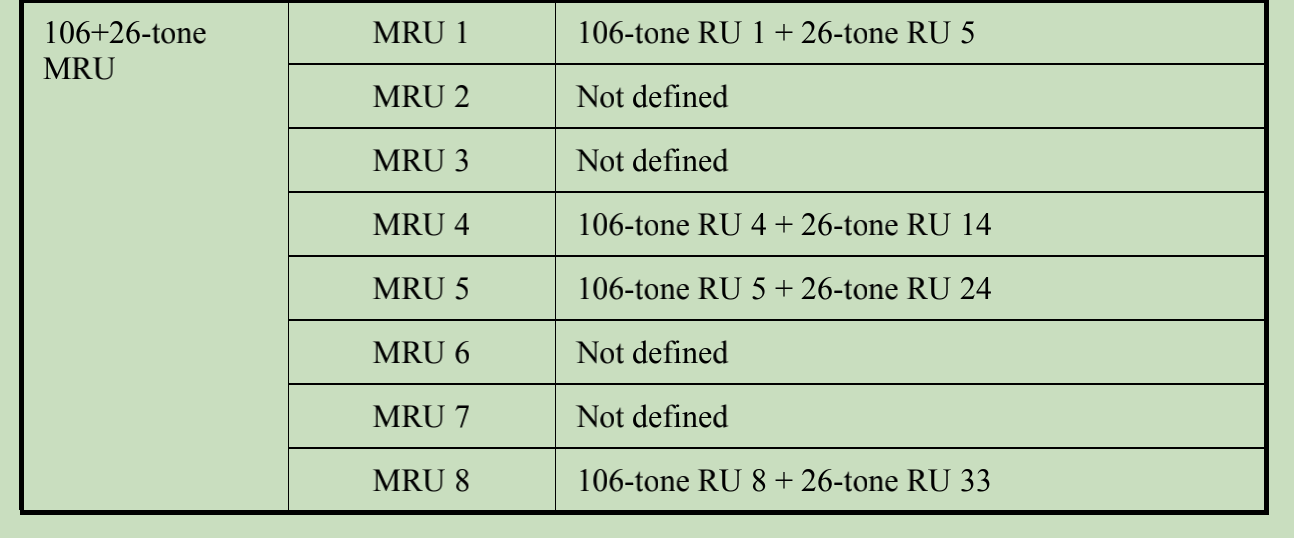 106+26-tone MRU 1 106-tone RU 1 + 26-tone RU 5
MRU
MRU 2 Not defined
MRU 3 Not defined
MRU 4 106-tone RU 4 + 26-tone RU 14
MRU 5 106-tone RU 5 + 26-tone RU 24
MRU 6 Not defined
MRU 7 Not defined
MRU 8 106-tone RU 8 + 26-tone RU 33